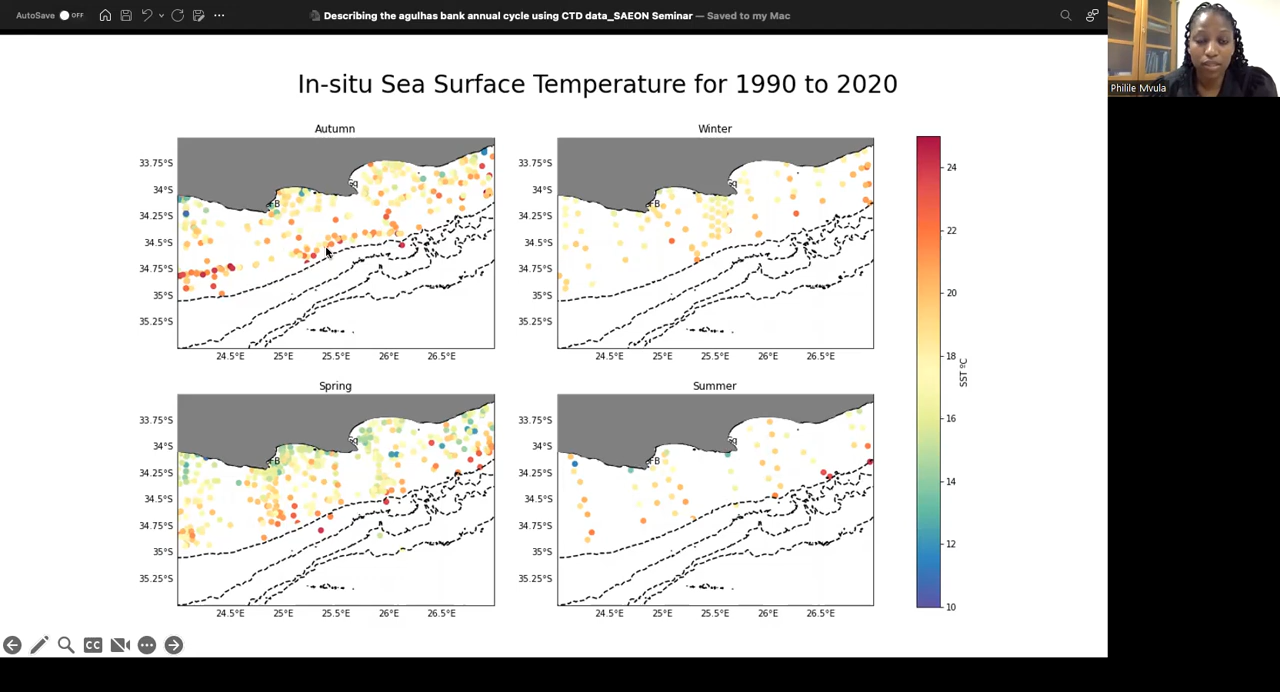 AutoSave OFF
Describing the agulhas bank annual cycle using CTD data_SAEON Seminar — Saved to my Mac
Philile Mvula
In-situ Sea Surface Temperature for 1990 to 2020
Autumn
33.75°S
34°S
34.25°S
34.5°S
34.75°S
35°S
35.25°S
24.5°E 25°E 25.5°E 26°E 26.5°E
Winter
33.75°S
34°S
34.25°S
34.5°S
34.75°S
35°S
35.25°S
24.5°E 25°E 25.5°E 26°E 26.5°E
Spring
33.75°S
34°S
34.25°S
34.5°S
34.75°S
35°S
35.25°S
24.5°E 25°E 25.5°E 26°E 26.5°E
Summer
33.75°S
34°S
34.25°S
34.5°S
34.75°S
35°S
35.25°S
24.5°E 25°E 25.5°E 26°E 26.5°E
24
22
20
18
16
14
12
10
SST ºC
CC